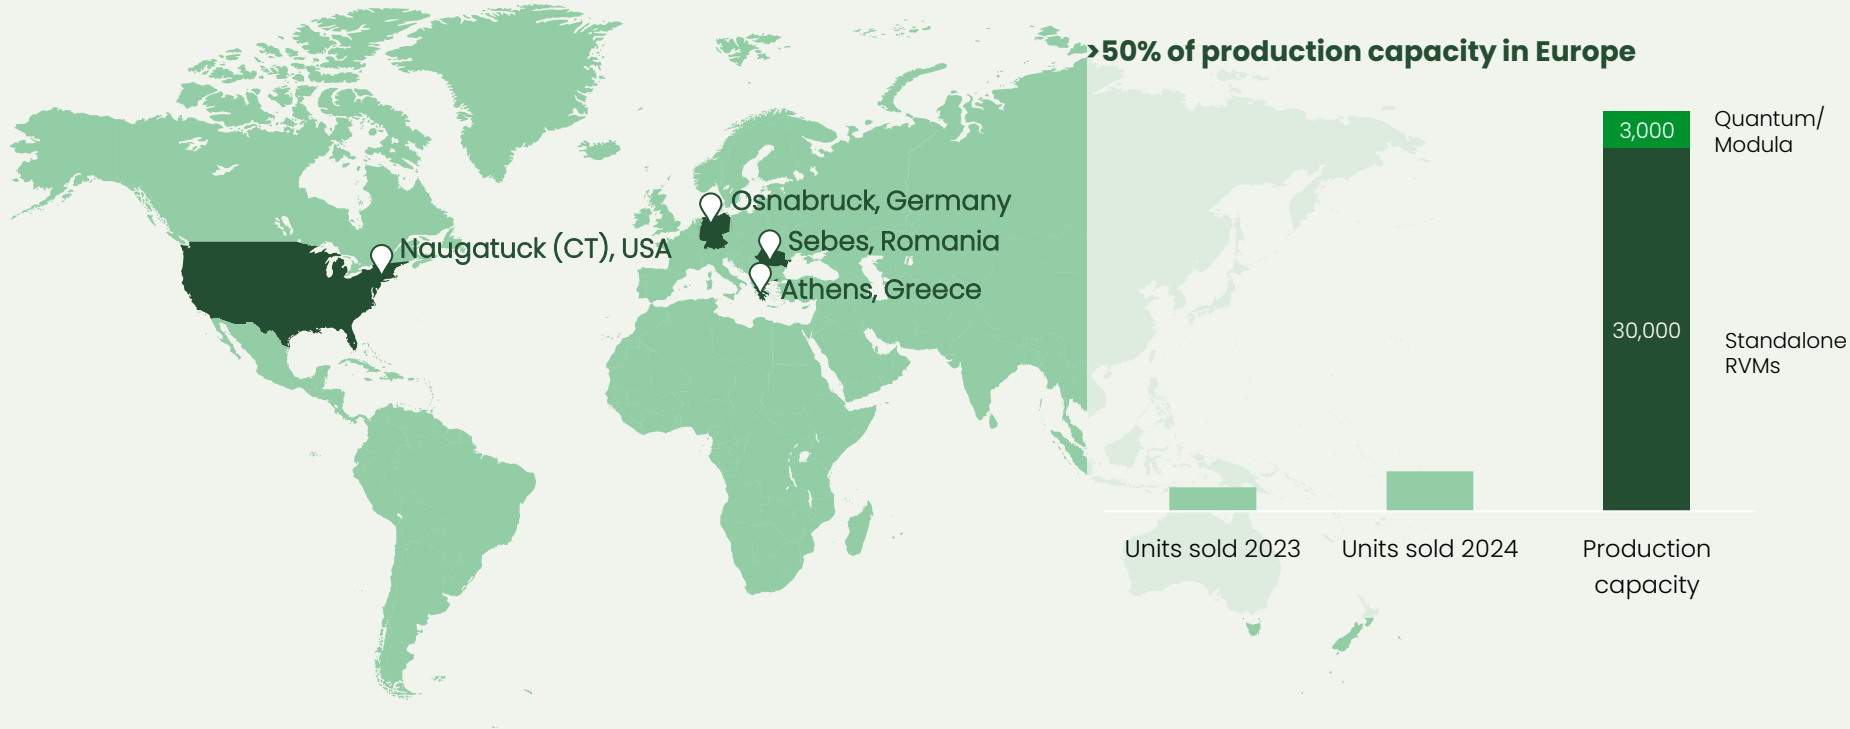 >50% of production capacity in Europe
Osnabruck, Germany
Sebes, Romania
Naugatuck (CT), USA
Athens, Greece
3,000
Quantum/
Modula
30,000
Standalone
RVMs
Units sold 2023
Units sold 2024
Production
capacity